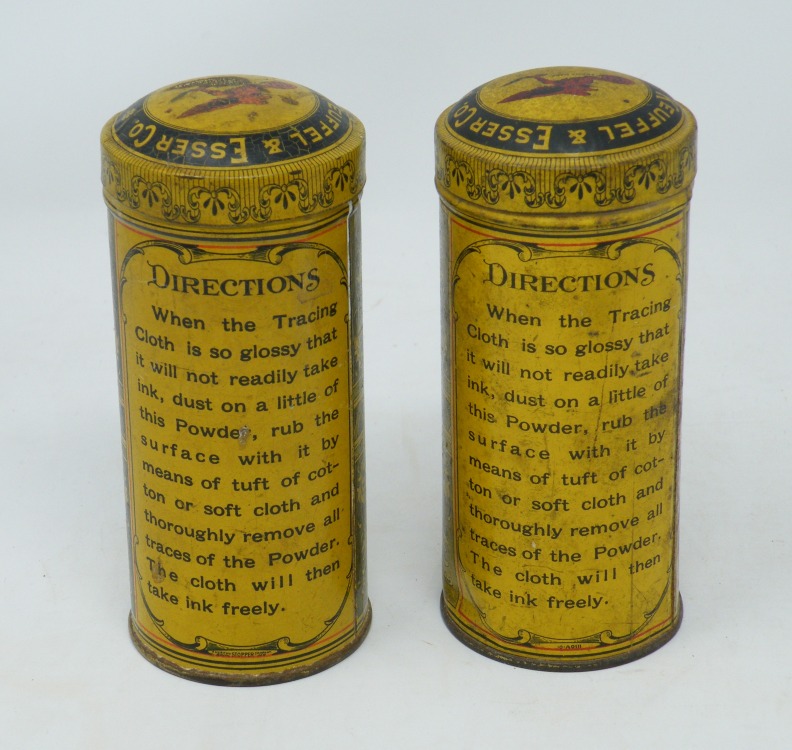 EUFFEL & ESSER CO.
DIRECTIONS
When the Tracing
Cloth is so glossy that
it will not readily take
ink, dust on a little of
this Powder, rub the
surface with it by
means of tuft of cot-
ton or soft cloth and
thoroughly remove all
traces of the Powder.
The cloth will then
take ink freely.
EUFFEL & ESSER CO.
DIRECTIONS
When the Tracing
Cloth is so glossy that
it will not readily take
ink, dust on a little of
this Powder, rub the
surface with it by
means of tuft of cot-
ton or soft cloth and
thoroughly remove all
traces of the Powder.
The cloth will then
take ink freely.